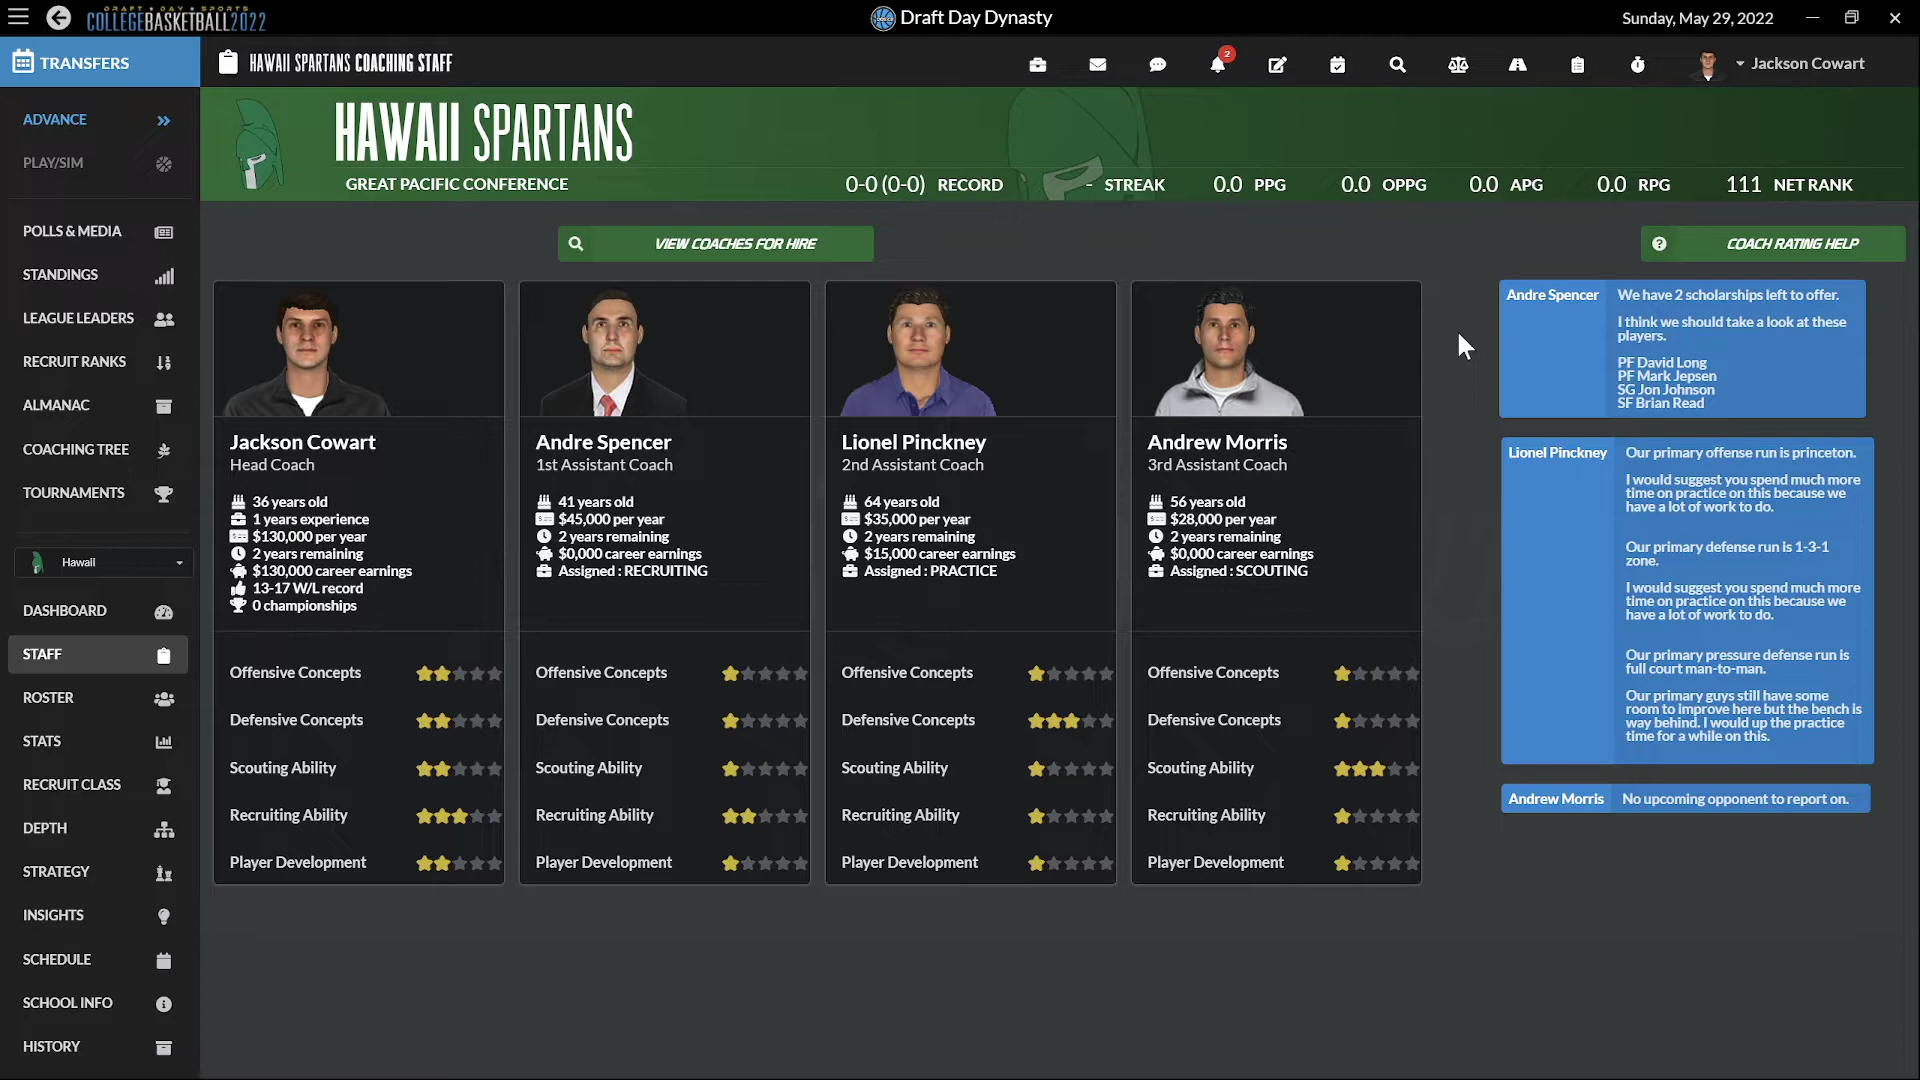 DRAFT · DAY · SPORTS
COLLEGEBASKETBALL2022
Draft Day Dynasty
Sunday, May 29, 2022
TRANSFERS
HAWAII SPARTANS COACHING STAFF
2
Jackson Cowart
ADVANCE
PLAY/SIM
POLLS & MEDIA
STANDINGS
LEAGUE LEADERS
RECRUIT RANKS
ALMANAC
COACHING TREE
TOURNAMENTS
Hawaii
DASHBOARD
STAFF
ROSTER
STATS
RECRUIT CLASS
DEPTH
STRATEGY
INSIGHTS
SCHEDULE
SCHOOL INFO
HISTORY
HAWAII SPARTANS
GREAT PACIFIC CONFERENCE
0-0 (0-0) RECORD
- STREAK
0.0 PPG
0.0 OPPG
0.0 APG
0.0 RPG
111 NET RANK
VIEW COACHES FOR HIRE
COACH RATING HELP
Jackson Cowart
Head Coach
36 years old
1 years experience
$130,000 per year
2 years remaining
$130,000 career earnings
13-17 W/L record
0 championships
Offensive Concepts
Defensive Concepts
Scouting Ability
Recruiting Ability
Player Development
Andre Spencer
1st Assistant Coach
41 years old
$45,000 per year
2 years remaining
$0,000 career earnings
Assigned : RECRUITING
Offensive Concepts
Defensive Concepts
Scouting Ability
Recruiting Ability
Player Development
Lionel Pinckney
2nd Assistant Coach
64 years old
$35,000 per year
2 years remaining
$15,000 career earnings
Assigned : PRACTICE
Offensive Concepts
Defensive Concepts
Scouting Ability
Recruiting Ability
Player Development
Andrew Morris
3rd Assistant Coach
56 years old
$28,000 per year
2 years remaining
$0,000 career earnings
Assigned : SCOUTING
Offensive Concepts
Defensive Concepts
Scouting Ability
Recruiting Ability
Player Development
Andre Spencer
We have 2 scholarships left to offer.
I think we should take a look at these
players.
PF David Long
PF Mark Jepsen
SG Jon Johnson
SF Brian Read
Lionel Pinckney
Our primary offense run is princeton.
I would suggest you spend much more
time on practice on this because we
have a lot of work to do.
Our primary defense run is 1-3-1
zone.
I would suggest you spend much more
time on practice on this because we
have a lot of work to do.
Our primary pressure defense run is
full court man-to-man.
Our primary guys still have some
room to improve here but the bench is
way behind. I would up the practice
time for a while on this.
Andrew Morris
No upcoming opponent to report on.